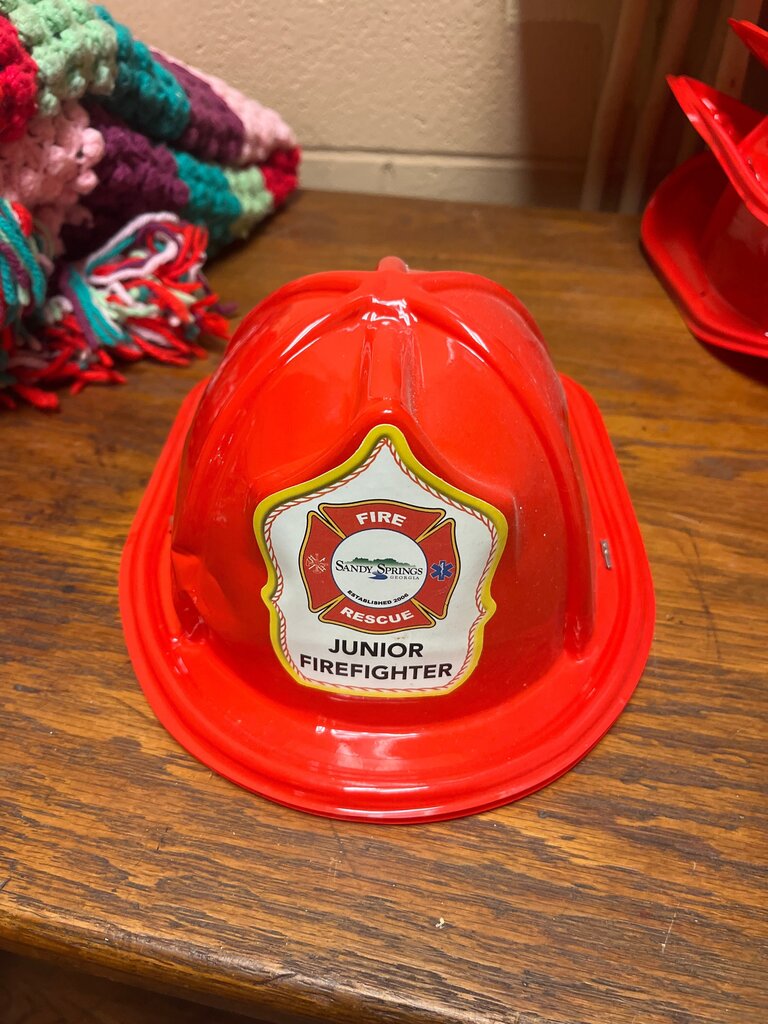 FIRE
SANDY SPRINGS
GEORGIA
ESTABLISHED 2006
RESCUE
JUNIOR
FIREFIGHTER